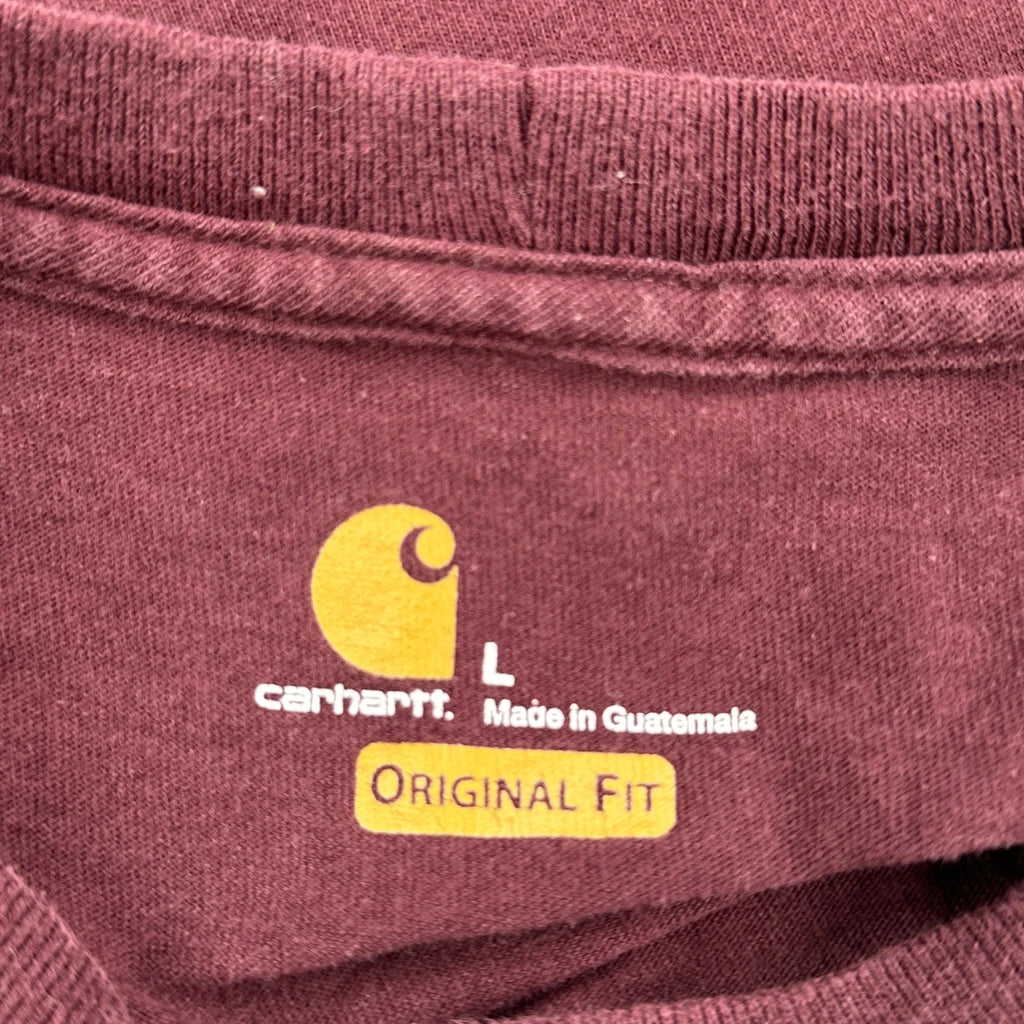 L
carhartt.
Made in Guatemala
ORIGINAL FIT